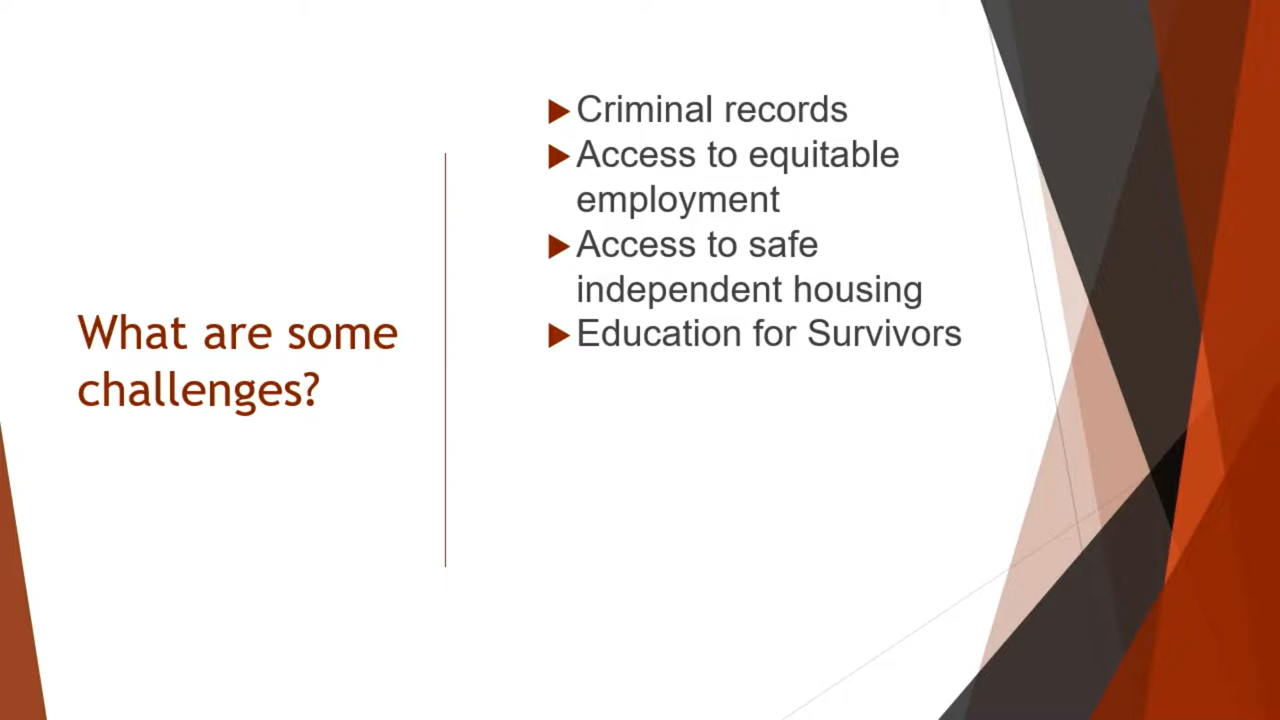 What are some
challenges?
Criminal records
Access to equitable
employment
Access to safe
independent housing
Education for Survivors